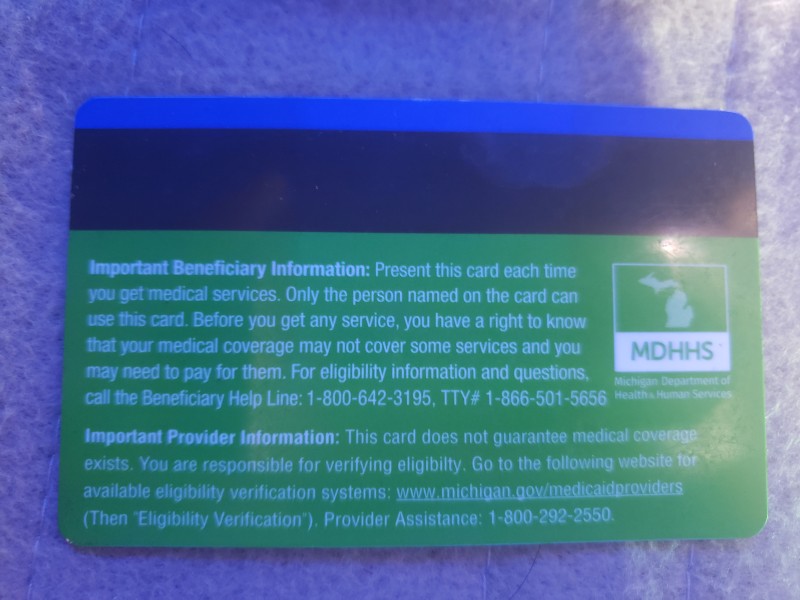 Important Beneficiary Information: Present this card each time
you get medical services. Only the person named on the card can
use this card. Before you get any service, you have a right to know
that your medical coverage may not cover some services and you
may need to pay for them. For eligibility information and questions,
call the Beneficiary Help Line: 1-800-642-3195, TTY# 1-866-501-5656
MDHHS
Michigan Department of
Health & Human Services
Important Provider Information: This card does not guarantee medical coverage
exists. You are responsible for verifying eligibilty. Go to the following website for
available eligibility verification systems: www.michigan.gov/medicaidproviders
(Then "Eligibility Verification"). Provider Assistance: 1-800-292-2550.